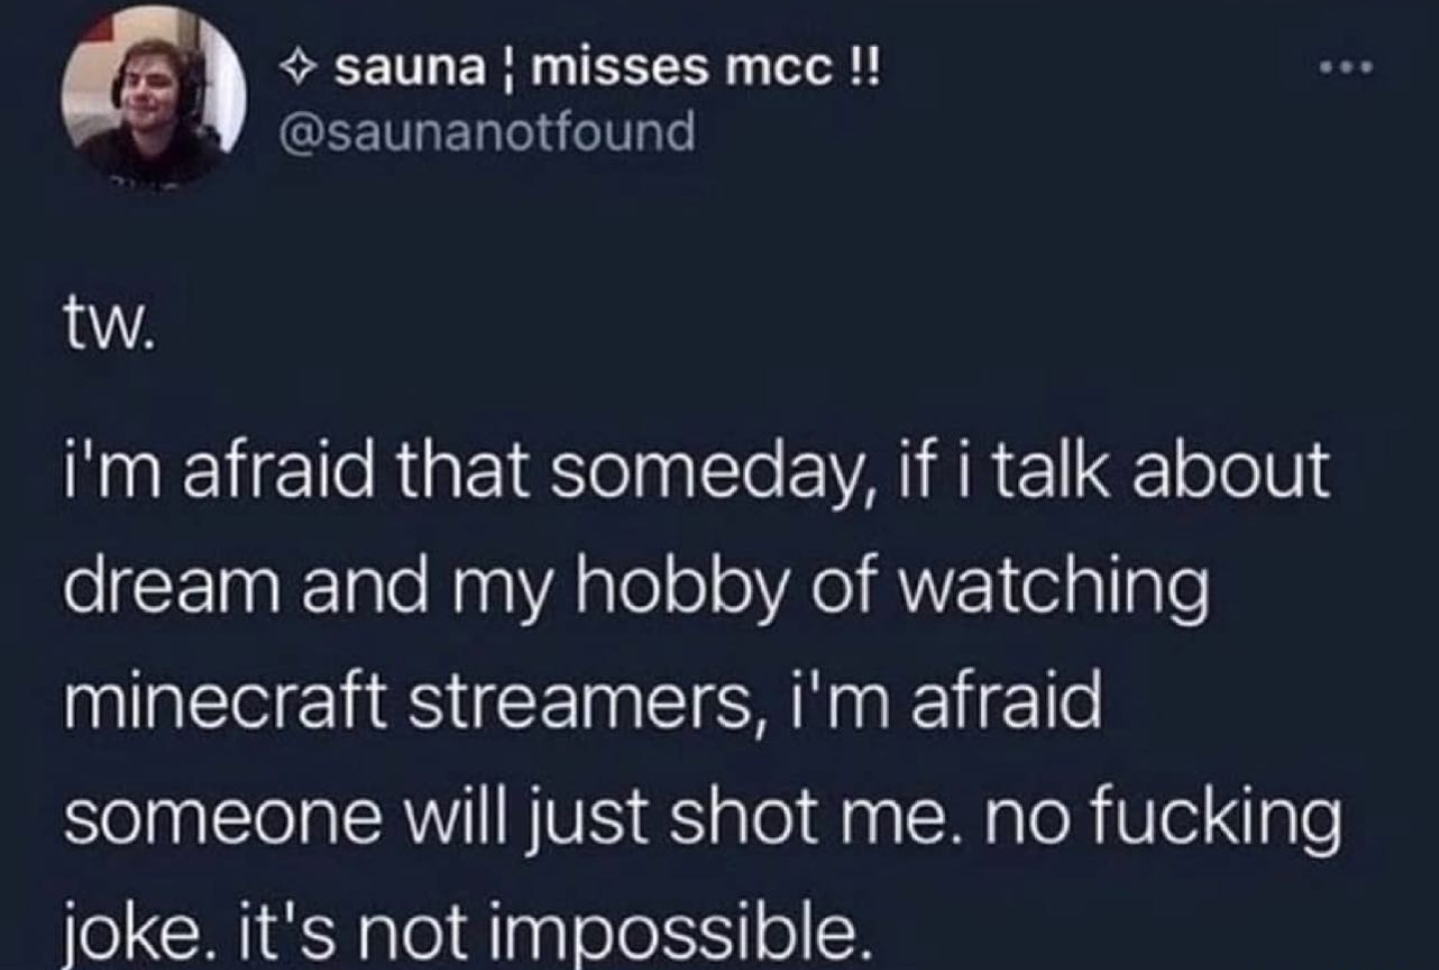 ✧ sauna ¦ misses mcc !!
@saunanotfound
tw.
i'm afraid that someday, if i talk about
dream and my hobby of watching
minecraft streamers, i'm afraid
someone will just shot me. no fucking
joke. it's not impossible.